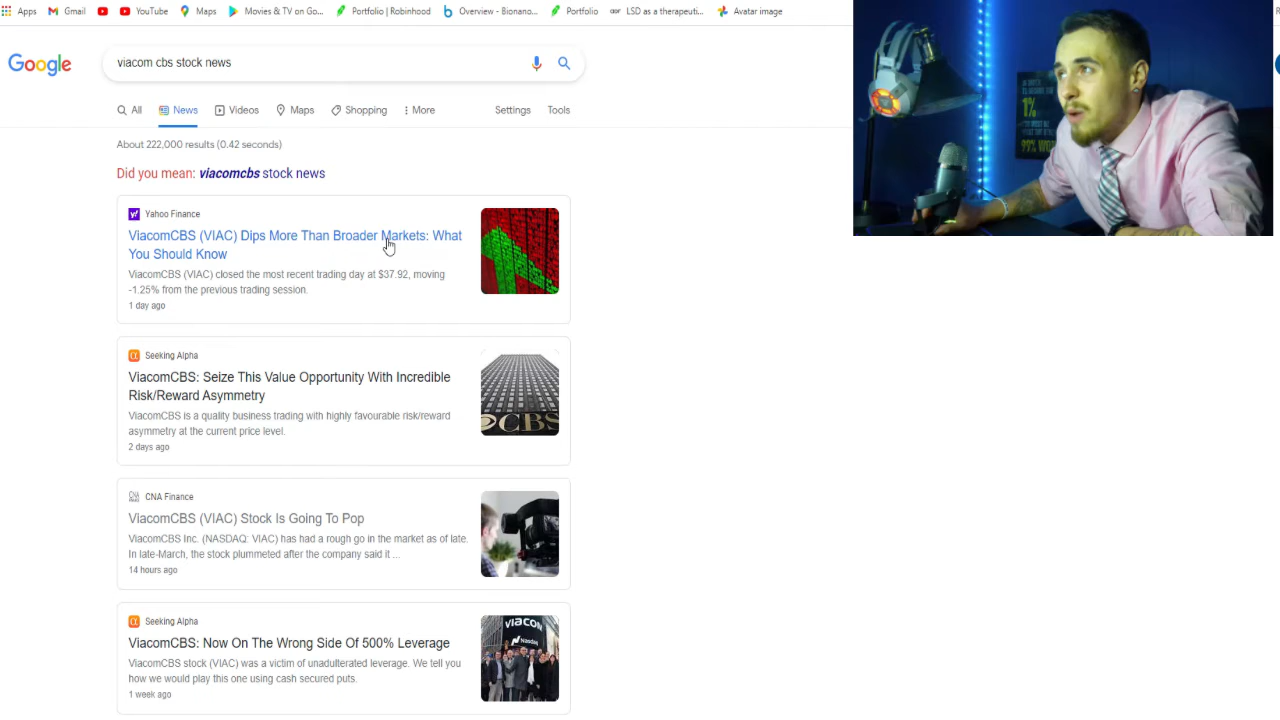 Apps Gmail YouTube Maps Movies & TV on Go... Portfolio | Robinhood Overview - Bionano... Portfolio LSD as a therapeuti... Avatar image
Google
viacom cbs stock news
All News Videos Maps Shopping More Settings Tools
About 222,000 results (0.42 seconds)
Did you mean: viacomcbs stock news
Yahoo Finance
ViacomCBS (VIAC) Dips More Than Broader Markets: What
You Should Know
ViacomCBS (VIAC) closed the most recent trading day at $37.92, moving
-1.25% from the previous trading session.
1 day ago
Seeking Alpha
ViacomCBS: Seize This Value Opportunity With Incredible
Risk/Reward Asymmetry
ViacomCBS is a quality business trading with highly favourable risk/reward
asymmetry at the current price level.
2 days ago
CBS
CNA Finance
ViacomCBS (VIAC) Stock Is Going To Pop
ViacomCBS Inc. (NASDAQ: VIAC) has had a rough go in the market as of late.
In late-March, the stock plummeted after the company said it ...
14 hours ago
Seeking Alpha
ViacomCBS: Now On The Wrong Side Of 500% Leverage
ViacomCBS stock (VIAC) was a victim of unadulterated leverage. We tell you
how we would play this one using cash secured puts.
1 week ago
VIACOM
Nasdaq
1%
99% WO